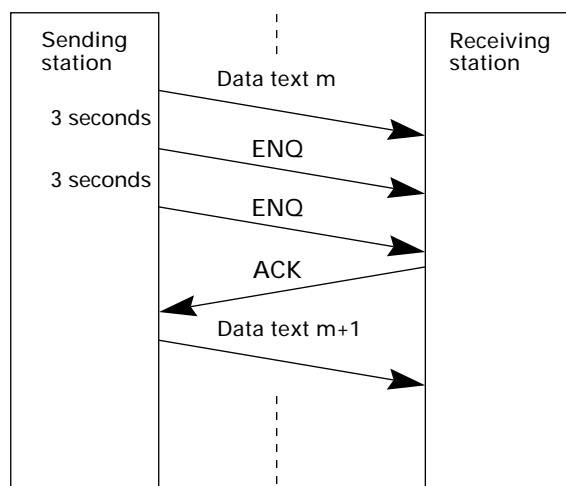 Sending
station
Receiving
station
Data text m
3 seconds
ENQ
3 seconds
ENQ
ACK
Data text m+1